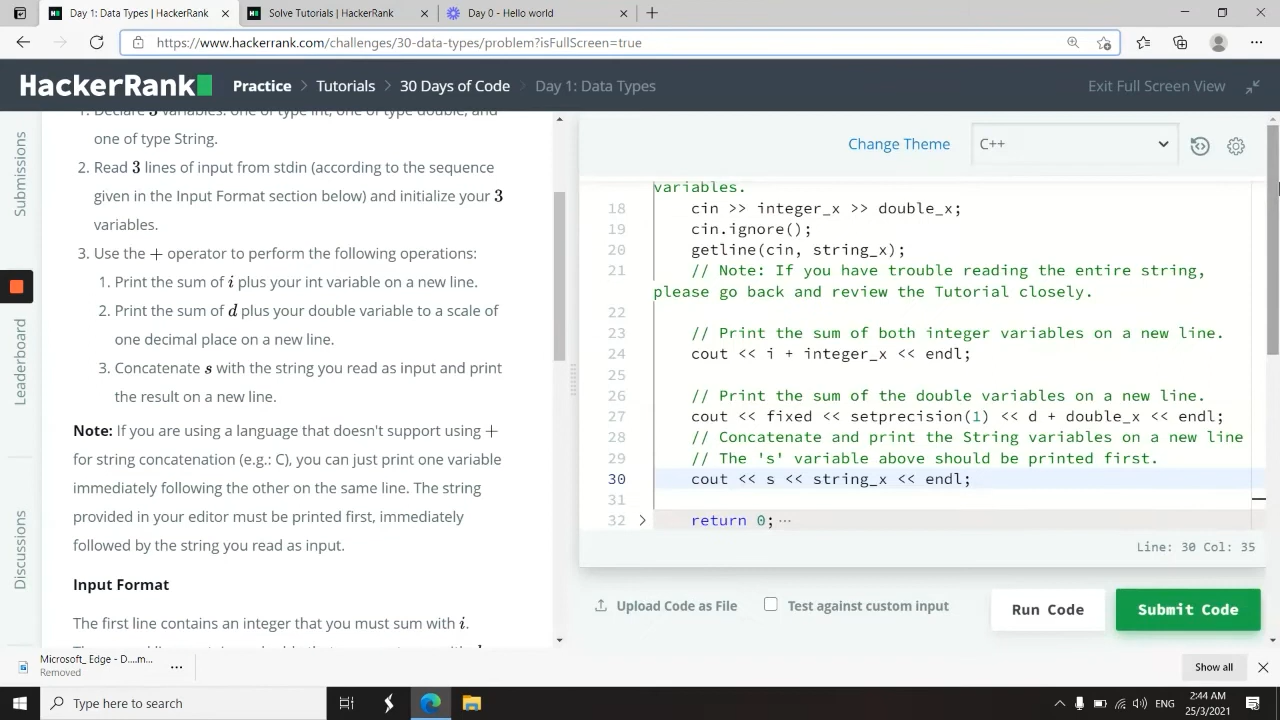 Day 1: Data Types | HackerRank
Solve Tutorials | HackerRank
Day 0 - Hello world
https://www.hackerrank.com/challenges/30-data-types/problem?isFullScreen=true
HackerRank
Practice > Tutorials > 30 Days of Code > Day 1: Data Types
Exit Full Screen View
Submissions
Leaderboard
Discussions
1. Declare 3 variables: one of type int, one of type double, and
one of type String.
2. Read 3 lines of input from stdin (according to the sequence
given in the Input Format section below) and initialize your 3
variables.
3. Use the + operator to perform the following operations:
1. Print the sum of i plus your int variable on a new line.
2. Print the sum of d plus your double variable to a scale of
one decimal place on a new line.
3. Concatenate s with the string you read as input and print
the result on a new line.
Note: If you are using a language that doesn't support using +
for string concatenation (e.g.: C), you can just print one variable
immediately following the other on the same line. The string
provided in your editor must be printed first, immediately
followed by the string you read as input.
Input Format
The first line contains an integer that you must sum with i.
Change Theme
C++
variables.
18 cin >> integer_x >> double_x;
19 cin.ignore();
20 getline(cin, string_x);
21 // Note: If you have trouble reading the entire string,
please go back and review the Tutorial closely.
22
23 // Print the sum of both integer variables on a new line.
24 cout << i + integer_x << endl;
25
26 // Print the sum of the double variables on a new line.
27 cout << fixed << setprecision(1) << d + double_x << endl;
28 // Concatenate and print the String variables on a new line
29 // The 's' variable above should be printed first.
30 cout << s << string_x << endl;
31
32 > return 0; ...
Line: 30 Col: 35
Upload Code as File
Test against custom input
Run Code
Submit Code
Microsoft_ Edge - D....m...
Removed
Show all
Type here to search
ENG
2:44 AM
25/3/2021